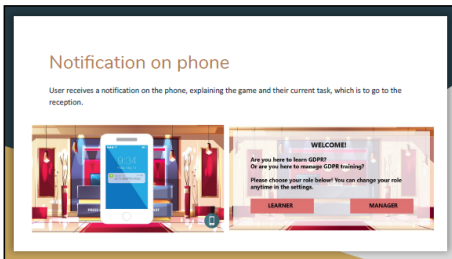 Notification on phone
User receives a notification on the phone, explaining the game and their current task, which is to go to the
reception.
9:34
WELCOME!
Are you here to learn GDPR?
Or are you here to manage GDPR training?
Please choose your role below! You can change your role
anytime in the settings.
LEARNER
MANAGER